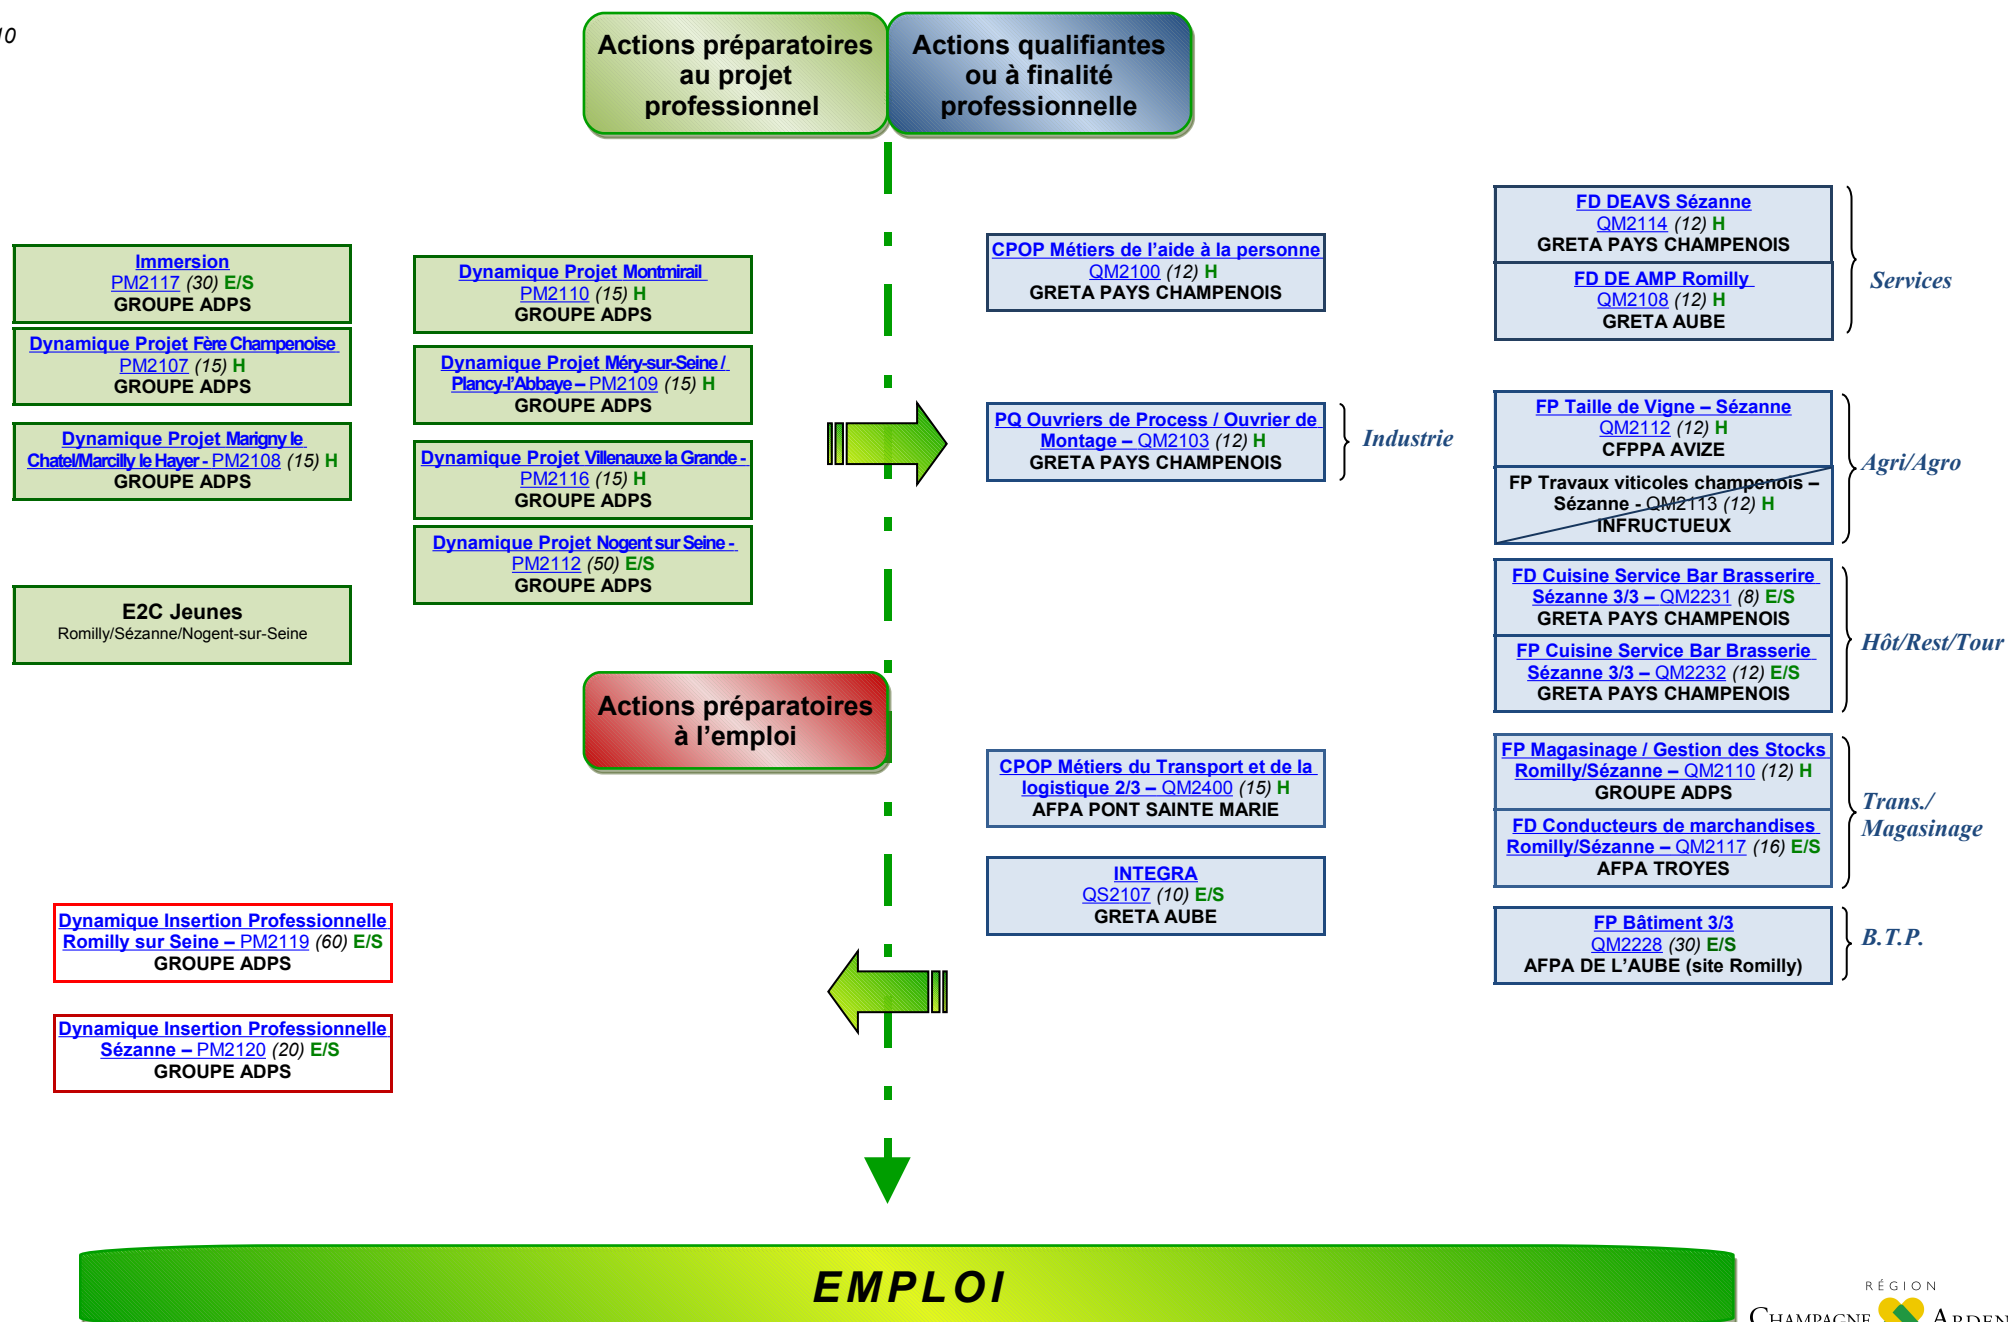 Actions préparatoires
au projet
professionnel
Actions qualifiantes
ou à finalité
professionnelle
Immersion
PM2117 (30) E/S
GROUPE ADPS
Dynamique Projet Fère Champenoise
PM2107 (15) H
GROUPE ADPS
Dynamique Projet Marigny le
Chatel/Marcilly le Hayer - PM2108 (15) H
GROUPE ADPS
E2C Jeunes
Romilly/Sézanne/Nogent-sur-Seine
Dynamique Projet Montmirail
PM2110 (15) H
GROUPE ADPS
Dynamique Projet Méry-sur-Seine /
Plancy-l'Abbaye – PM2109 (15) H
GROUPE ADPS
Dynamique Projet Villenauxe la Grande -
PM2116 (15) H
GROUPE ADPS
Dynamique Projet Nogent sur Seine -
PM2112 (50) E/S
GROUPE ADPS
CPOP Métiers de l'aide à la personne
QM2100 (12) H
GRETA PAYS CHAMPENOIS
PQ Ouvriers de Process / Ouvrier de
Montage – QM2103 (12) H
GRETA PAYS CHAMPENOIS
Industrie
FD DEAVS Sézanne
QM2114 (12) H
GRETA PAYS CHAMPENOIS
FD DE AMP Romilly
QM2108 (12) H
GRETA AUBE
Services
FP Taille de Vigne – Sézanne
QM2112 (12) H
CFPPA AVIZE
FP Travaux viticoles champenois –
Sézanne - QM2113 (12) H
INFRUCTUEUX
Agri/Agro
FD Cuisine Service Bar Brasserire
Sézanne 3/3 – QM2231 (8) E/S
GRETA PAYS CHAMPENOIS
FP Cuisine Service Bar Brasserie
Sézanne 3/3 – QM2232 (12) E/S
GRETA PAYS CHAMPENOIS
Hôt/Rest/Tour
Actions préparatoires
à l'emploi
CPOP Métiers du Transport et de la
logistique 2/3 – QM2400 (15) H
AFPA PONT SAINTE MARIE
INTEGRA
QS2107 (10) E/S
GRETA AUBE
FP Magasinage / Gestion des Stocks
Romilly/Sézanne – QM2110 (12) H
GROUPE ADPS
FD Conducteurs de marchandises
Romilly/Sézanne – QM2117 (16) E/S
AFPA TROYES
Trans./
Magasinage
FP Bâtiment 3/3
QM2228 (30) E/S
AFPA DE L'AUBE (site Romilly)
B.T.P.
Dynamique Insertion Professionnelle
Romilly sur Seine – PM2119 (60) E/S
GROUPE ADPS
Dynamique Insertion Professionnelle
Sézanne – PM2120 (20) E/S
GROUPE ADPS
EMPLOI
RÉGION
CHAMPAGNE